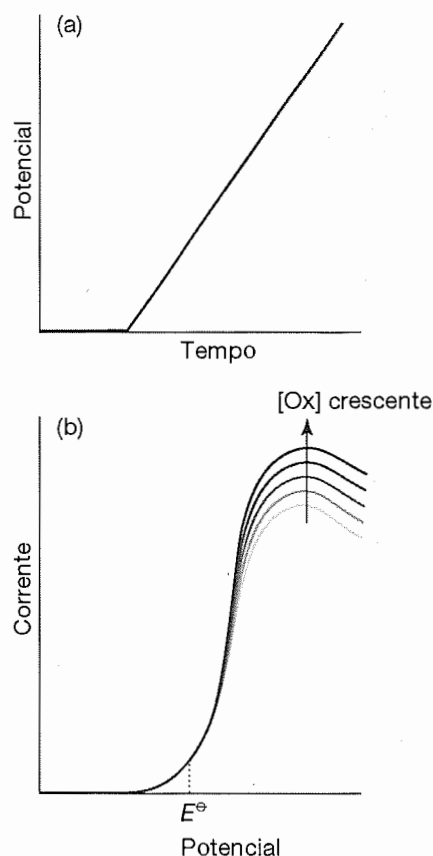 (a)
Potencial
Tempo
(b)
[Ox] crescente
Corrente
E⦵
Potencial